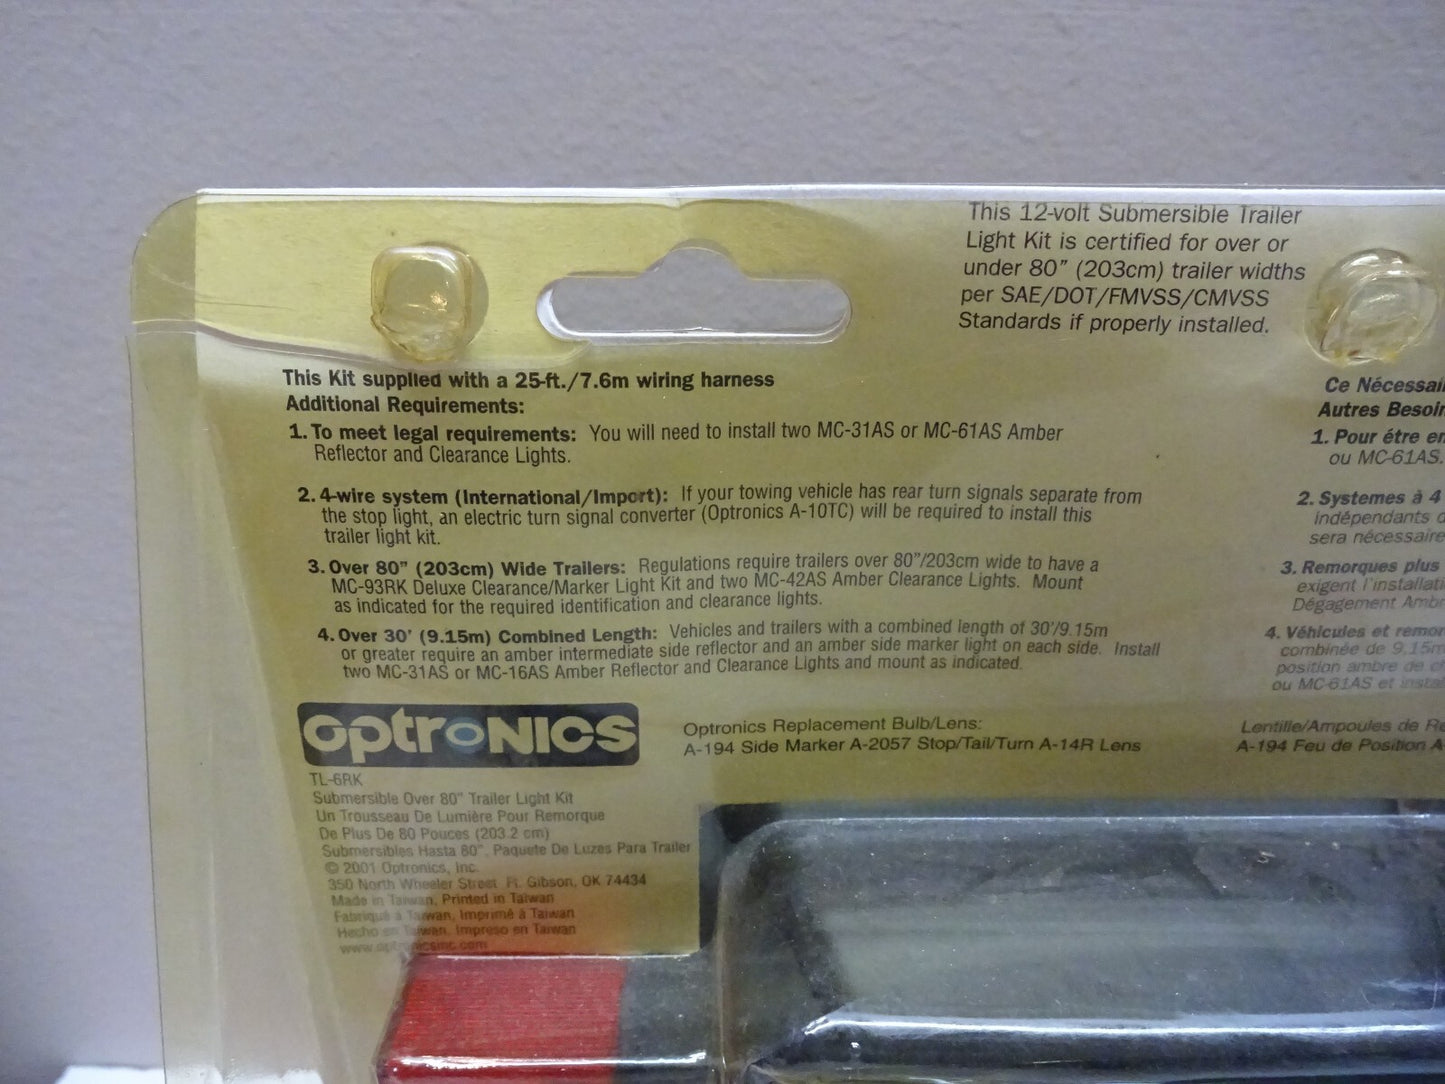 This 12-volt Submersible Trailer
Light Kit is certified for over or
under 80" (203cm) trailer widths
per SAE/DOT/FMVSS/CMVSS
Standards if properly installed.
This Kit supplied with a 25-ft./7.6m wiring harness
Additional Requirements:
1. To meet legal requirements: You will need to install two MC-31AS or MC-61AS Amber
Reflector and Clearance Lights.
2. 4-wire system (International/Import): If your towing vehicle has rear turn signals separate from
the stop light, an electric turn signal converter (Optronics A-10TC) will be required to install this
trailer light kit.
3. Over 80" (203cm) Wide Trailers: Regulations require trailers over 80"/203cm wide to have a
MC-93RK Deluxe Clearance/Marker Light Kit and two MC-42AS Amber Clearance Lights. Mount
as indicated for the required identification and clearance lights.
4. Over 30' (9.15m) Combined Length: Vehicles and trailers with a combined length of 30'/9.15m
or greater require an amber intermediate side reflector and an amber side marker light on each side. Install
two MC-31AS or MC-16AS Amber Reflector and Clearance Lights and mount as indicated.
optronics
Optronics Replacement Bulb/Lens:
A-194 Side Marker A-2057 Stop/Tail/Turn A-14R Lens
TL-6RK
Submersible Over 80" Trailer Light Kit
Un Trousseau De Lumière Pour Remorque
De Plus De 80 Pouces (203.2 cm)
Submersibles Hasta 80", Paquete De Luzes Para Trailer
© 2001 Optronics, Inc.
350 North Wheeler Street, Ft. Gibson, OK 74434
Made in Taiwan, Printed in Taiwan
Fabriqué à Taiwan, Imprimé à Taiwan
Hecho en Taiwan, Impreso en Taiwan
www.optronicsinc.com
Ce
Autres
1. Pour étre
ou MC-61AS.
2. Systemes à 4
indépendants
sera nécessaire
3. Remorques plus
exigent
Dégagement
4. Véhicules et
combinée de 9.15m
position ambre de
ou MC-61AS et
Lentille/Ampoules de
A-194 Feu de Position